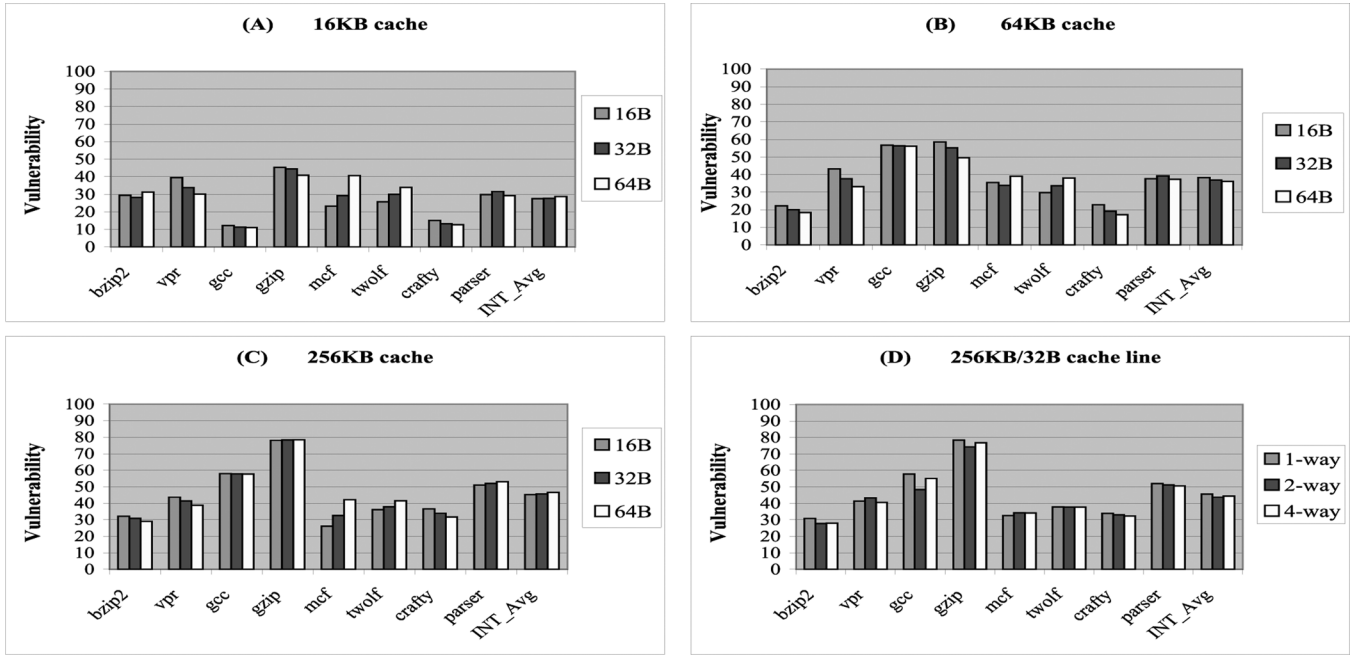 (A) 16KB cache
Vulnerability
100
90
80
70
60
50
40
30
20
10
0
bzip2
vpr
gcc
gzip
mcf
twolf
crafty
parser
INT_Avg
16B
32B
64B
(B) 64KB cache
Vulnerability
100
90
80
70
60
50
40
30
20
10
0
bzip2
vpr
gcc
gzip
mcf
twolf
crafty
parser
INT_Avg
16B
32B
64B
(C) 256KB cache
Vulnerability
100
90
80
70
60
50
40
30
20
10
0
bzip2
vpr
gcc
gzip
mcf
twolf
crafty
parser
INT_Avg
16B
32B
64B
(D) 256KB/32B cache line
Vulnerability
100
90
80
70
60
50
40
30
20
10
0
bzip2
vpr
gcc
gzip
mcf
twolf
crafty
parser
INT_Avg
1-way
2-way
4-way